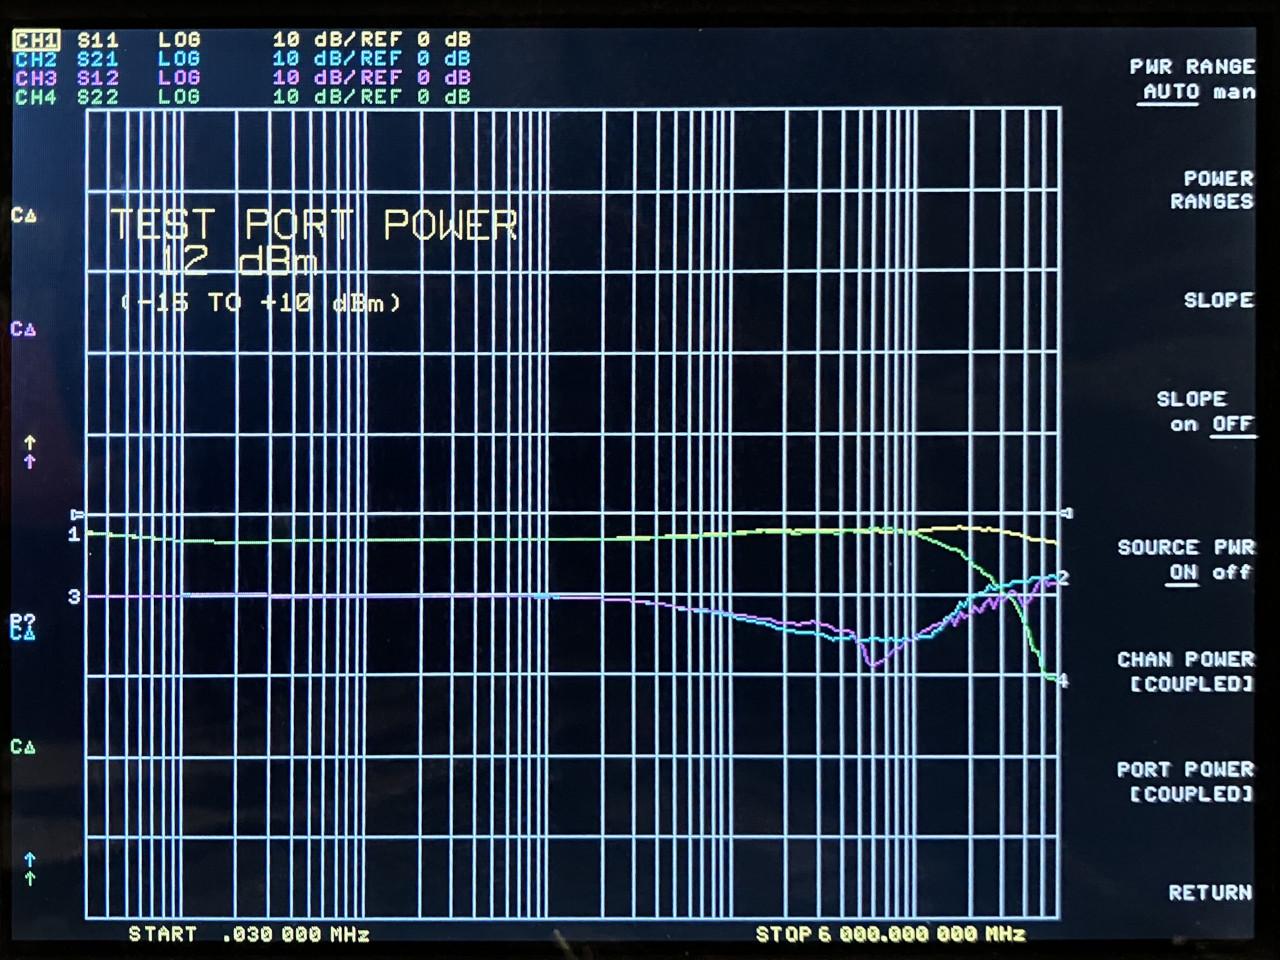 CH1 S11 LOG 10 dB/REF 0 dB
CH2 S21 LOG 10 dB/REF 0 dB
CH3 S12 LOG 10 dB/REF 0 dB
CH4 S22 LOG 10 dB/REF 0 dB
PWR RANGE
AUTO man
POWER
RANGES
CΔ
TEST PORT POWER
12 dBm
(-15 TO +10 dBm)
SLOPE
CΔ
SLOPE
on OFF
↑
↑
1
SOURCE PWR
ON off
2
3
P?
CΔ
CHAN POWER
[COUPLED]
4
CΔ
PORT POWER
[COUPLED]
↑
↑
RETURN
START .030 000 MHz
STOP 6 000.000 000 MHz